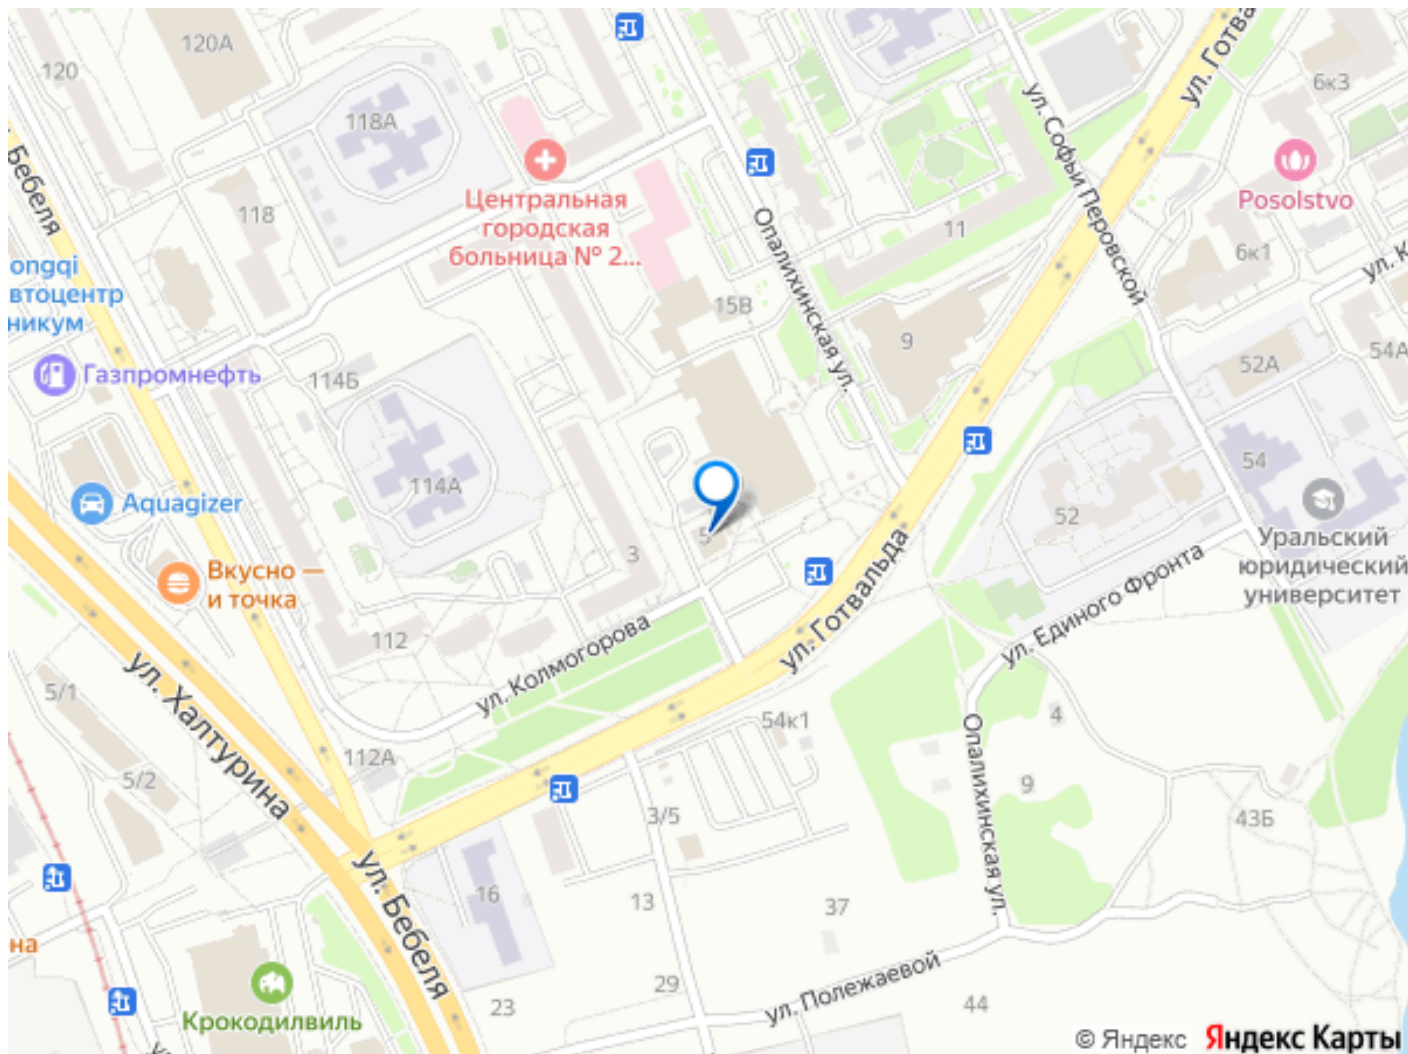 120А
120
ул. Готва
6к3
ул. Софьи Перовской
118А
Бебеля
Центральная
городская
больница № 2...
Posolstvo
118
Опалихинская ул.
11
6к1
ул. К
ongqi
втоцентр
никум
15В
9
52А
54А
Газпромнефть
114Б
54
114А
Aquagizer
52
Уральский
юридический
университет
5
3
ул. Готвальда
ул. Единого Фронта
Вкусно —
и точка
112
ул. Колмогорова
5/1
ул. Халтурина
54к1
4
Опалихинская ул.
112А
5/2
9
3/5
43Б
ул. Бебеля
16
13
37
на
ул. Полежаевой
29
23
44
Крокодилвиль
© Яндекс Яндекс Карты